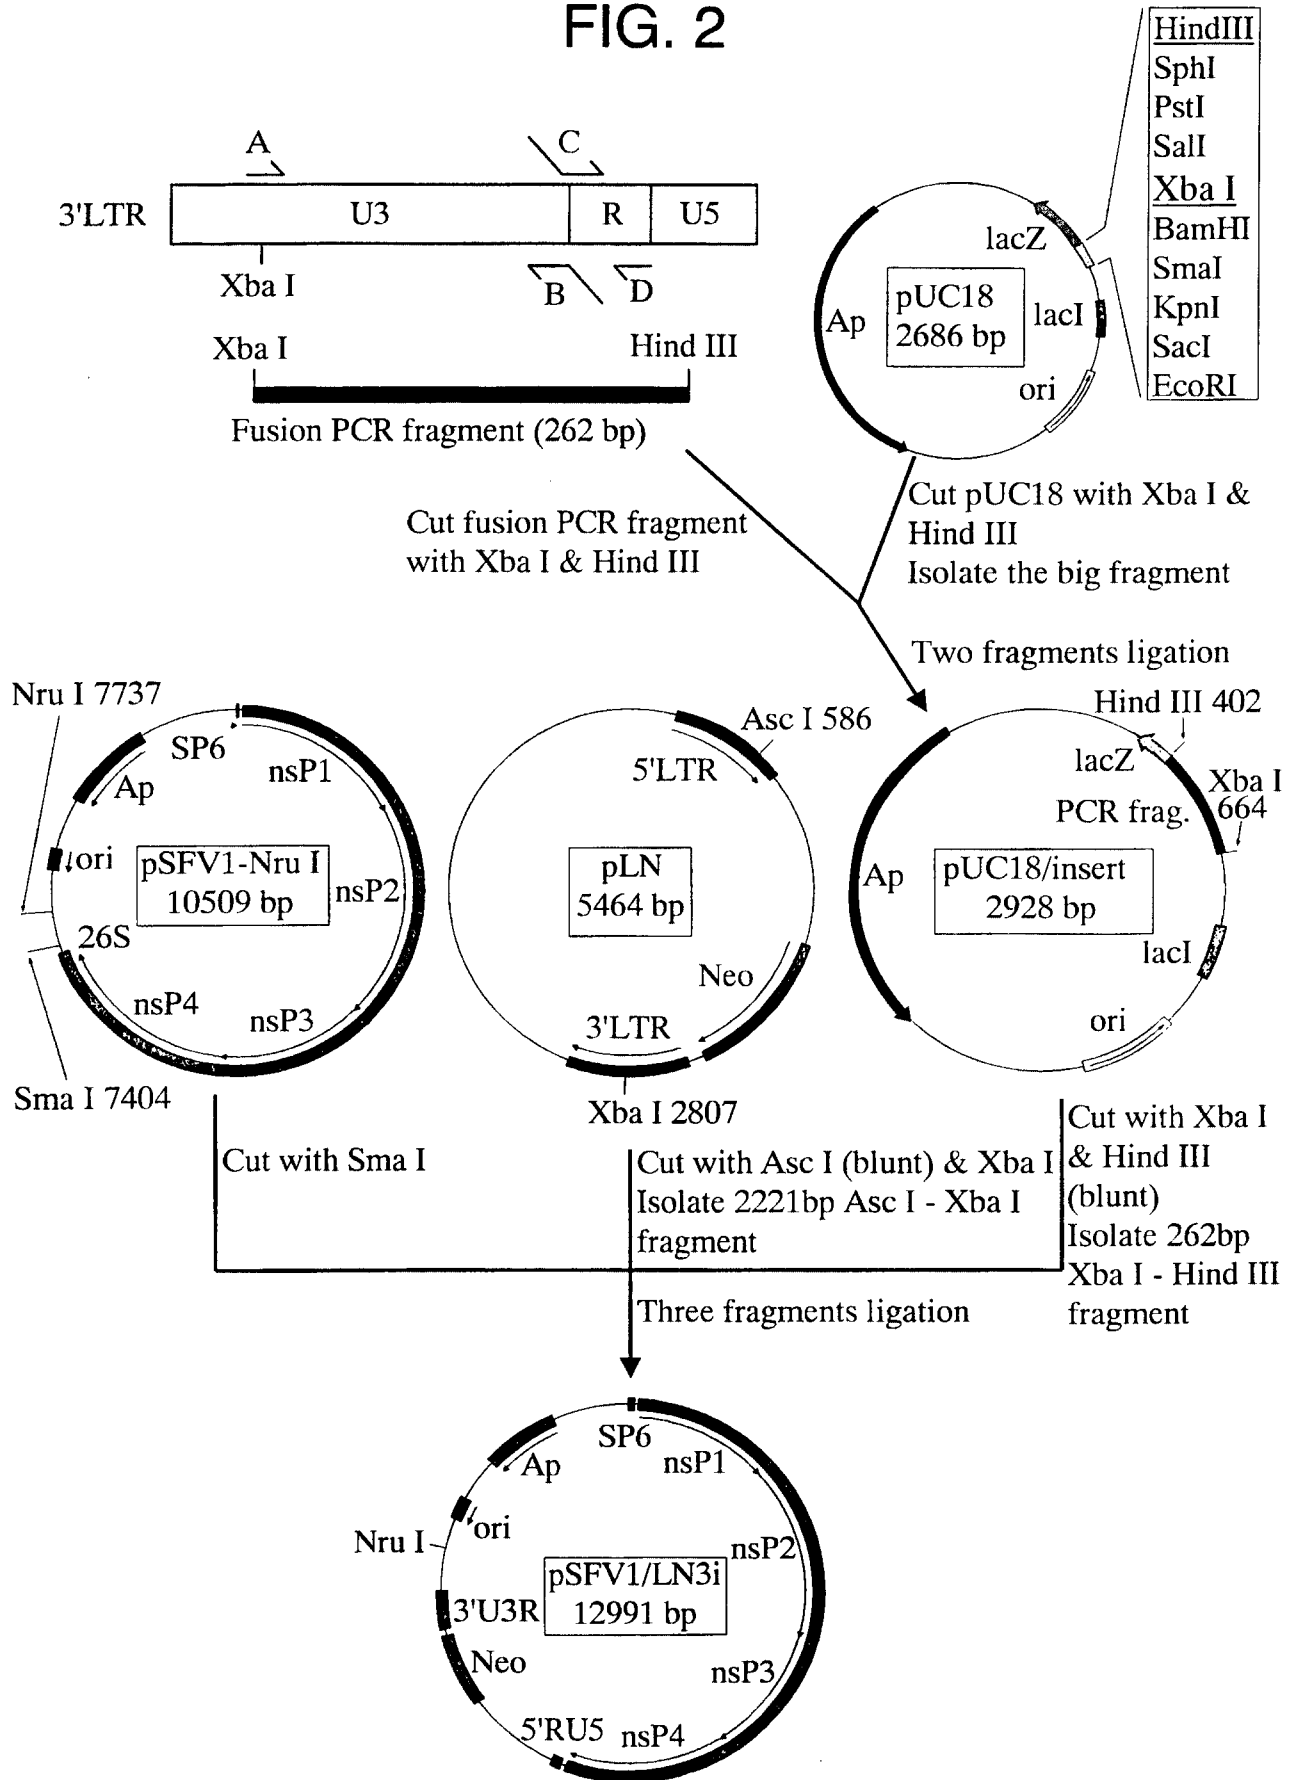 FIG. 2
HindIII
SphI
PstI
SalI
Xba I
BamHI
SmaI
KpnI
SacI
EcoRI
A
C
3'LTR
U3
R
U5
Xba I
B
D
Xba I
Hind III
Fusion PCR fragment (262 bp)
lacZ
Ap
pUC18
2686 bp
lacI
ori
Cut fusion PCR fragment
with Xba I & Hind III
Cut pUC18 with Xba I &
Hind III
Isolate the big fragment
Two fragments ligation
Nru I 7737
SP6
nsP1
Ap
ori
pSFV1-Nru I
10509 bp
nsP2
26S
nsP4
nsP3
Sma I 7404
Asc I 586
5'LTR
pLN
5464 bp
Neo
3'LTR
Xba I 2807
Hind III 402
lacZ
Xba I
664
PCR frag.
Ap
pUC18/insert
2928 bp
lacI
ori
Cut with Sma I
Cut with Asc I (blunt) & Xba I
Isolate 2221bp Asc I - Xba I
fragment
Cut with Xba I
& Hind III
(blunt)
Isolate 262bp
Xba I - Hind III
fragment
Three fragments ligation
SP6
nsP1
Ap
ori
Nru I
nsP2
pSFV1/LN3i
12991 bp
3'U3R
Neo
nsP3
5'RU5
nsP4